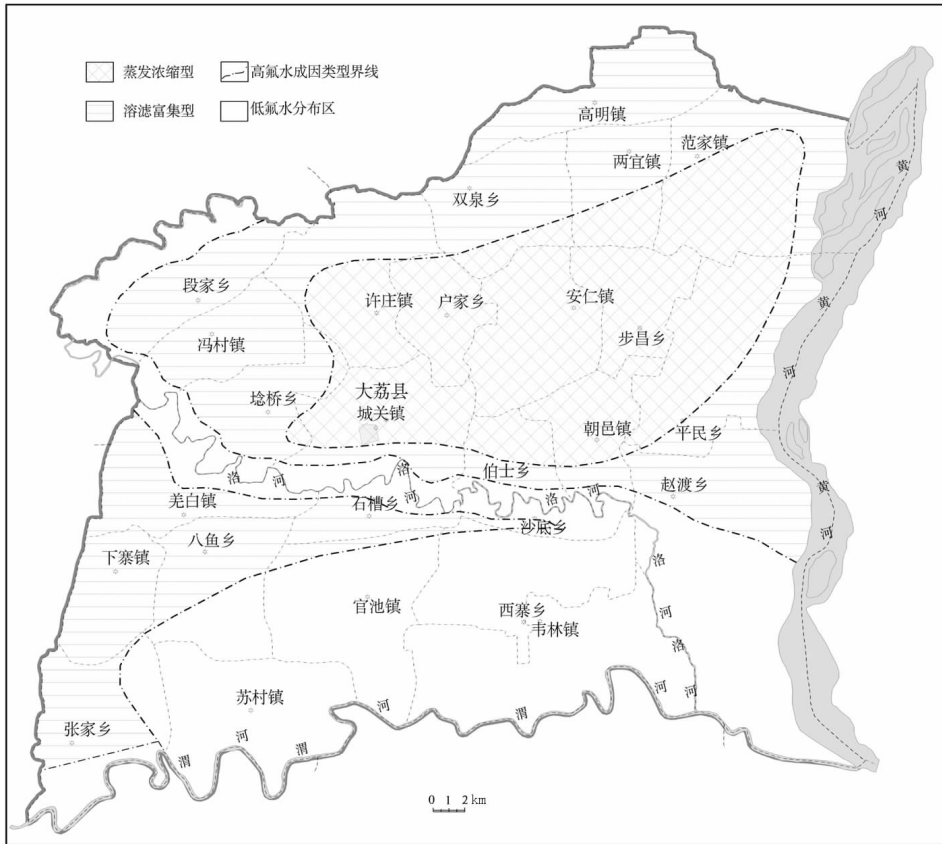 蒸发浓缩型
高氟水成因类型界线
溶滤富集型
低氟水分布区
高明镇
两宜镇
范家镇
双泉乡
黄
河
段家乡
许庄镇
户家乡
安仁镇
黄
冯村镇
步昌乡
河
埝桥乡
大荔县
城关镇
朝邑镇
平民乡
洛
河
洛
河
伯士乡
洛
河
赵渡乡
黄
河
羌白镇
石槽乡
沙底乡
八鱼乡
下寨镇
洛
河
洛
河
官池镇
西寨乡
韦林镇
苏村镇
张家乡
渭
河
渭
河
渭
河
0 1 2 km